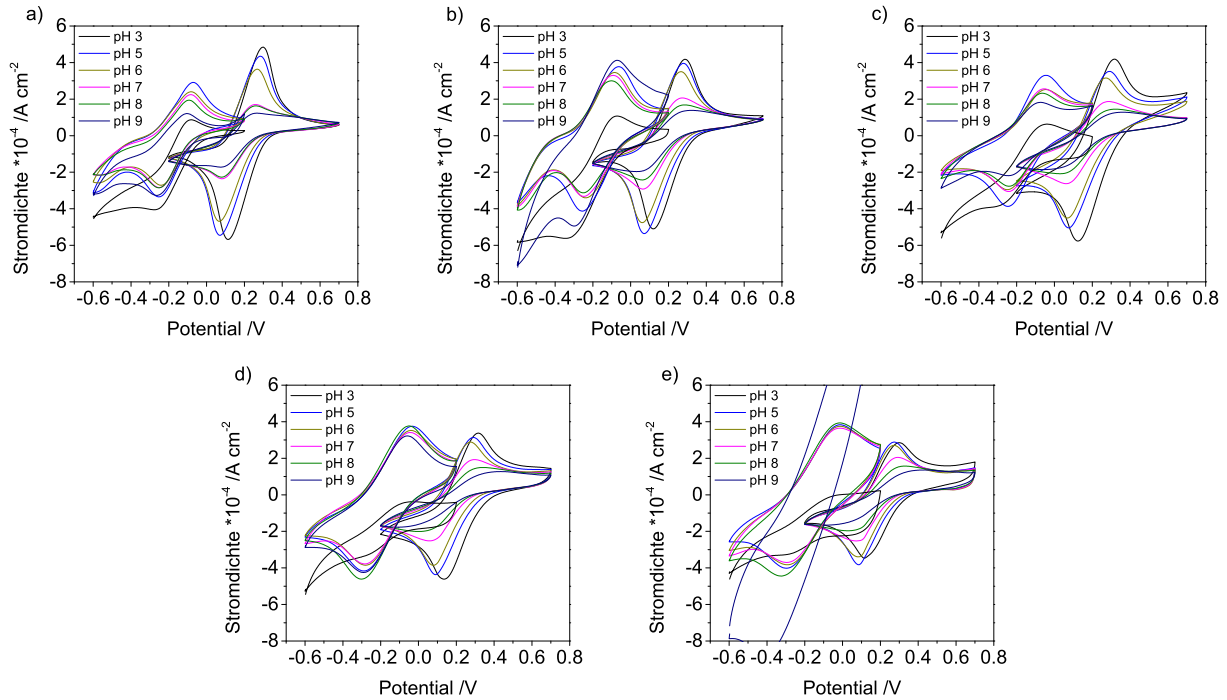 a)
6
4
2
0
-2
-4
-6
-8
Stromdichte *10⁻⁴ /A cm⁻²
pH 3
pH 5
pH 6
pH 7
pH 8
pH 9
-0.6 -0.4 -0.2 0.0 0.2 0.4 0.6 0.8
Potential /V
b)
6
4
2
0
-2
-4
-6
-8
Stromdichte *10⁻⁴ /A cm⁻²
pH 3
pH 5
pH 6
pH 7
pH 8
pH 9
-0.6 -0.4 -0.2 0.0 0.2 0.4 0.6 0.8
Potential /V
c)
6
4
2
0
-2
-4
-6
-8
Stromdichte *10⁻⁴ /A cm⁻²
pH 3
pH 5
pH 6
pH 7
pH 8
pH 9
-0.6 -0.4 -0.2 0.0 0.2 0.4 0.6 0.8
Potential /V
d)
6
4
2
0
-2
-4
-6
-8
Stromdichte *10⁻⁴ /A cm⁻²
pH 3
pH 5
pH 6
pH 7
pH 8
pH 9
-0.6 -0.4 -0.2 0.0 0.2 0.4 0.6 0.8
Potential /V
e)
6
4
2
0
-2
-4
-6
-8
Stromdichte *10⁻⁴ /A cm⁻²
pH 3
pH 5
pH 6
pH 7
pH 8
pH 9
-0.6 -0.4 -0.2 0.0 0.2 0.4 0.6 0.8
Potential /V